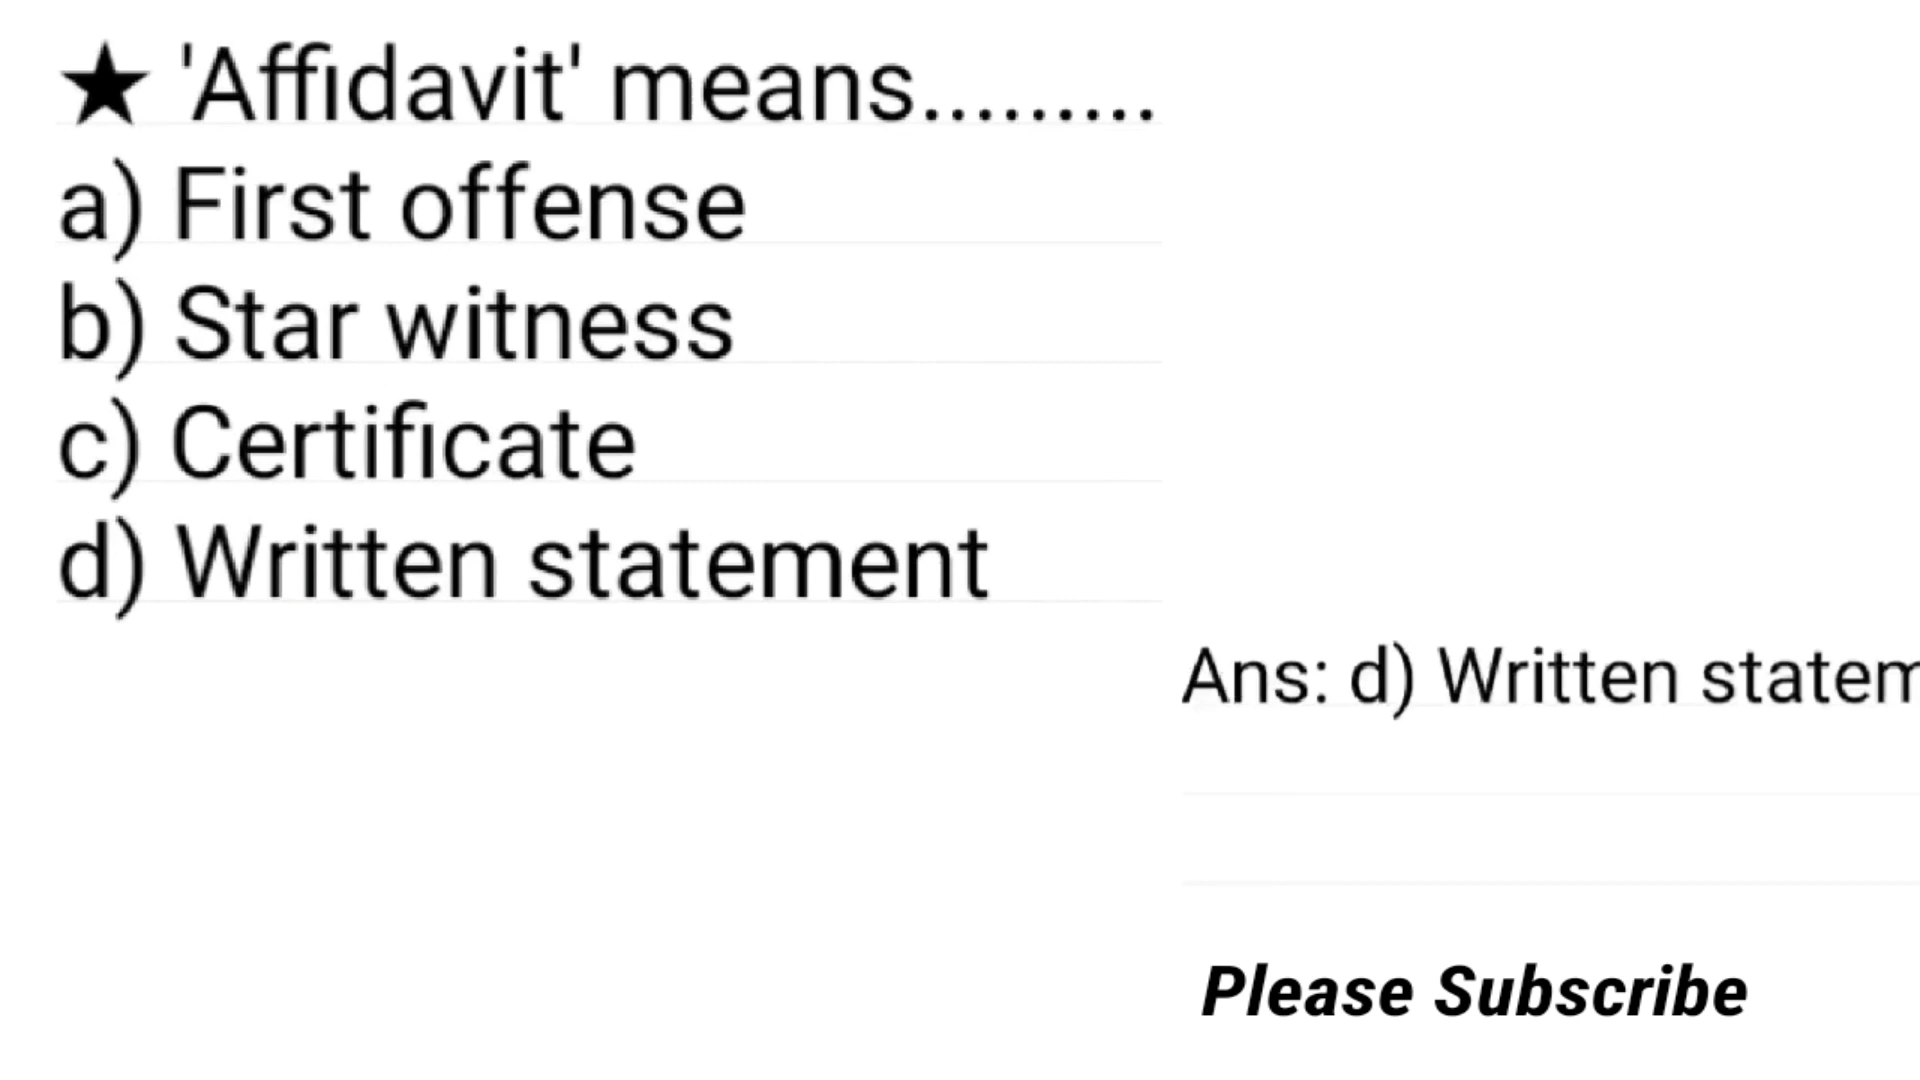 ★ 'Affidavit' means.........
a) First offense
b) Star witness
c) Certificate
d) Written statement
Ans: d) Written statem
Please Subscribe